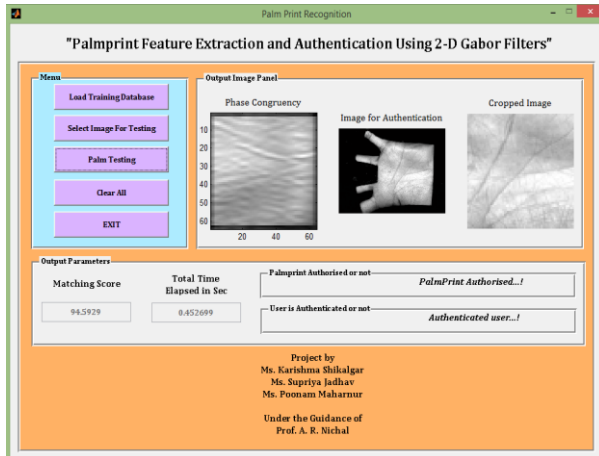 Palm Print Recognition
"Palmprint Feature Extraction and Authentication Using 2-D Gabor Filters"
Menu
Load Training Database
Select Image For Testing
Palm Testing
Clear All
EXIT
Output Image Panel
Phase Congruency
10
20
30
40
50
60
20 40 60
Image for Authentication
Cropped Image
Output Parameters
Matching Score
94.5929
Total Time
Elapsed in Sec
0.452699
Palmprint Authorised or not
PalmPrint Authorised...!
User is Authenticated or not
Authenticated user...!
Project by
Ms. Karishma Shikalgar
Ms. Supriya Jadhav
Ms. Poonam Maharnur
Under the Guidance of
Prof. A. R. Nichal